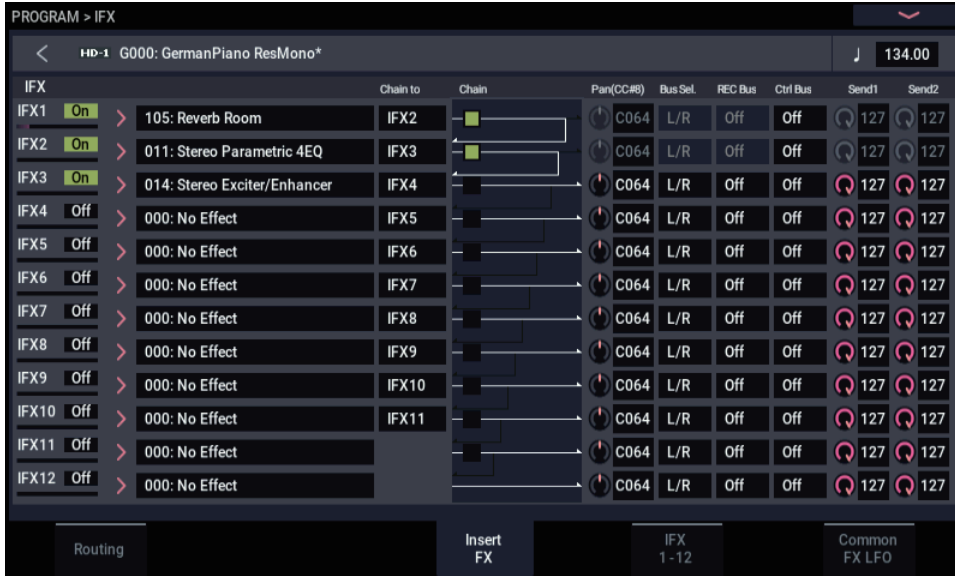 PROGRAM > IFX
HD-1 G000: GermanPiano ResMono* ♩ 134.00
IFX Chain to Chain Pan(CC#8) Bus Sel. REC Bus Ctrl Bus Send1 Send2
IFX1 On 105: Reverb Room IFX2 C064 L/R Off Off 127 127
IFX2 On 011: Stereo Parametric 4EQ IFX3 C064 L/R Off Off 127 127
IFX3 On 014: Stereo Exciter/Enhancer IFX4 C064 L/R Off Off 127 127
IFX4 Off 000: No Effect IFX5 C064 L/R Off Off 127 127
IFX5 Off 000: No Effect IFX6 C064 L/R Off Off 127 127
IFX6 Off 000: No Effect IFX7 C064 L/R Off Off 127 127
IFX7 Off 000: No Effect IFX8 C064 L/R Off Off 127 127
IFX8 Off 000: No Effect IFX9 C064 L/R Off Off 127 127
IFX9 Off 000: No Effect IFX10 C064 L/R Off Off 127 127
IFX10 Off 000: No Effect IFX11 C064 L/R Off Off 127 127
IFX11 Off 000: No Effect C064 L/R Off Off 127 127
IFX12 Off 000: No Effect C064 L/R Off Off 127 127
Routing
Insert
FX
IFX
1-12
Common
FX LFO